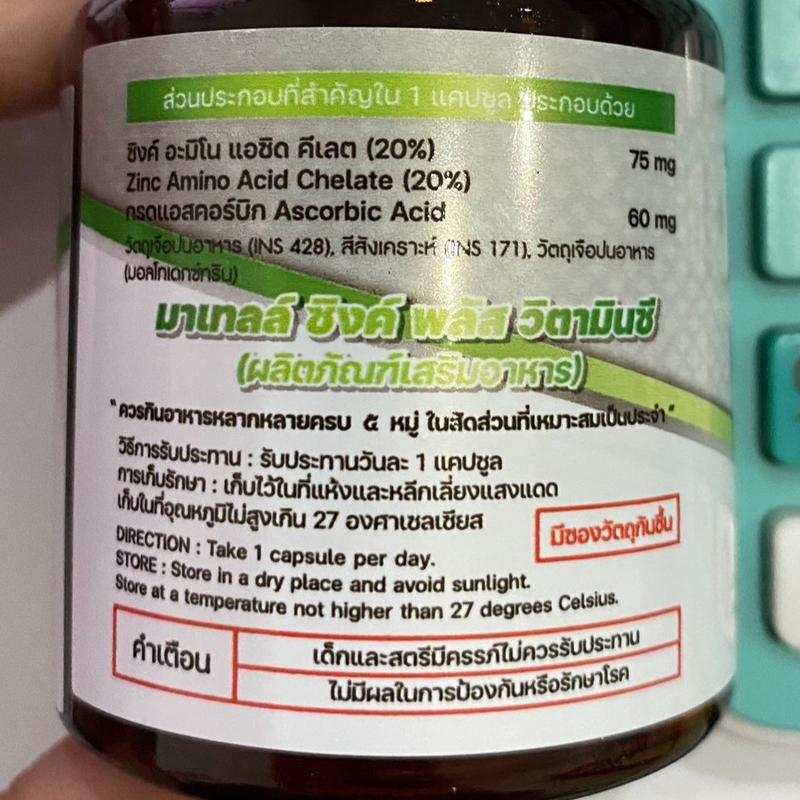 ส่วนประกอบที่สำคัญใน 1 แคปซูล ประกอบด้วย
ซิงค์ อะมิโน แอซิด คีเลต (20%) 75 mg
Zinc Amino Acid Chelate (20%)
กรดแอสคอร์บิก Ascorbic Acid 60 mg
วัตถุเจือปนอาหาร (INS 428), สีสังเคราะห์ (INS 171), วัตถุเจือปนอาหาร
(มอลโทเดกซ์ทริน)
มาเทลล์ ซิงค์ พลัส วิตามินซี
(ผลิตภัณฑ์เสริมอาหาร)
"ควรกินอาหารหลากหลายครบ ๕ หมู่ ในสัดส่วนที่เหมาะสมเป็นประจำ"
วิธีการรับประทาน : รับประทานวันละ 1 แคปซูล
การเก็บรักษา : เก็บไว้ในที่แห้งและหลีกเลี่ยงแสงแดด
เก็บในที่อุณหภูมิไม่สูงเกิน 27 องศาเซลเซียส
มีซองวัตถุกันชื้น
DIRECTION : Take 1 capsule per day.
STORE : Store in a dry place and avoid sunlight.
Store at a temperature not higher than 27 degrees Celsius.
คำเตือน
เด็กและสตรีมีครรภ์ไม่ควรรับประทาน
ไม่มีผลในการป้องกันหรือรักษาโรค